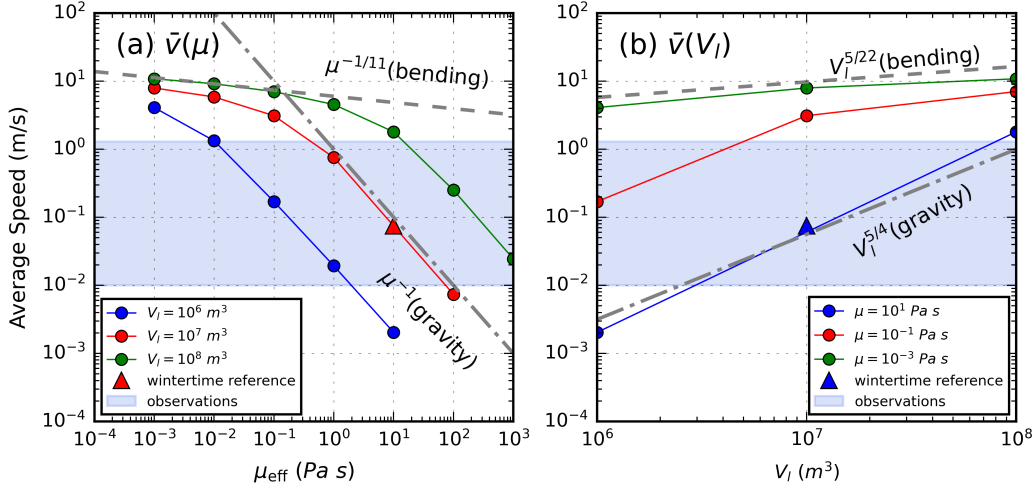 (a) v̄(μ)
μ^{-1/11}(bending)
μ^{-1}(gravity)
Average Speed (m/s)
10^2
10^1
10^0
10^{-1}
10^{-2}
10^{-3}
10^{-4}
V_l = 10^6 m^3
V_l = 10^7 m^3
V_l = 10^8 m^3
wintertime reference
observations
10^{-4} 10^{-3} 10^{-2} 10^{-1} 10^0 10^1 10^2 10^3
μ_eff (Pa s)
(b) v̄(V_l)
V_l^{5/22}(bending)
V_l^{5/4}(gravity)
10^2
10^1
10^0
10^{-1}
10^{-2}
10^{-3}
10^{-4}
μ = 10^1 Pa s
μ = 10^{-1} Pa s
μ = 10^{-3} Pa s
wintertime reference
observations
10^6 10^7 10^8
V_l (m^3)